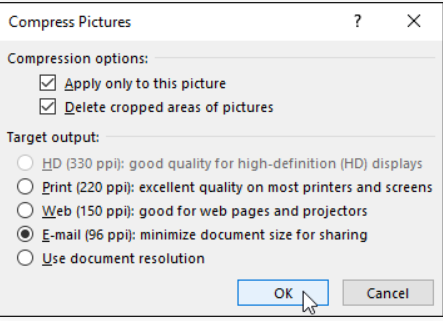 Compress Pictures ? ×
Compression options:
Apply only to this picture
Delete cropped areas of pictures
Target output:
HD (330 ppi): good quality for high-definition (HD) displays
Print (220 ppi): excellent quality on most printers and screens
Web (150 ppi): good for web pages and projectors
E-mail (96 ppi): minimize document size for sharing
Use document resolution
OK Cancel